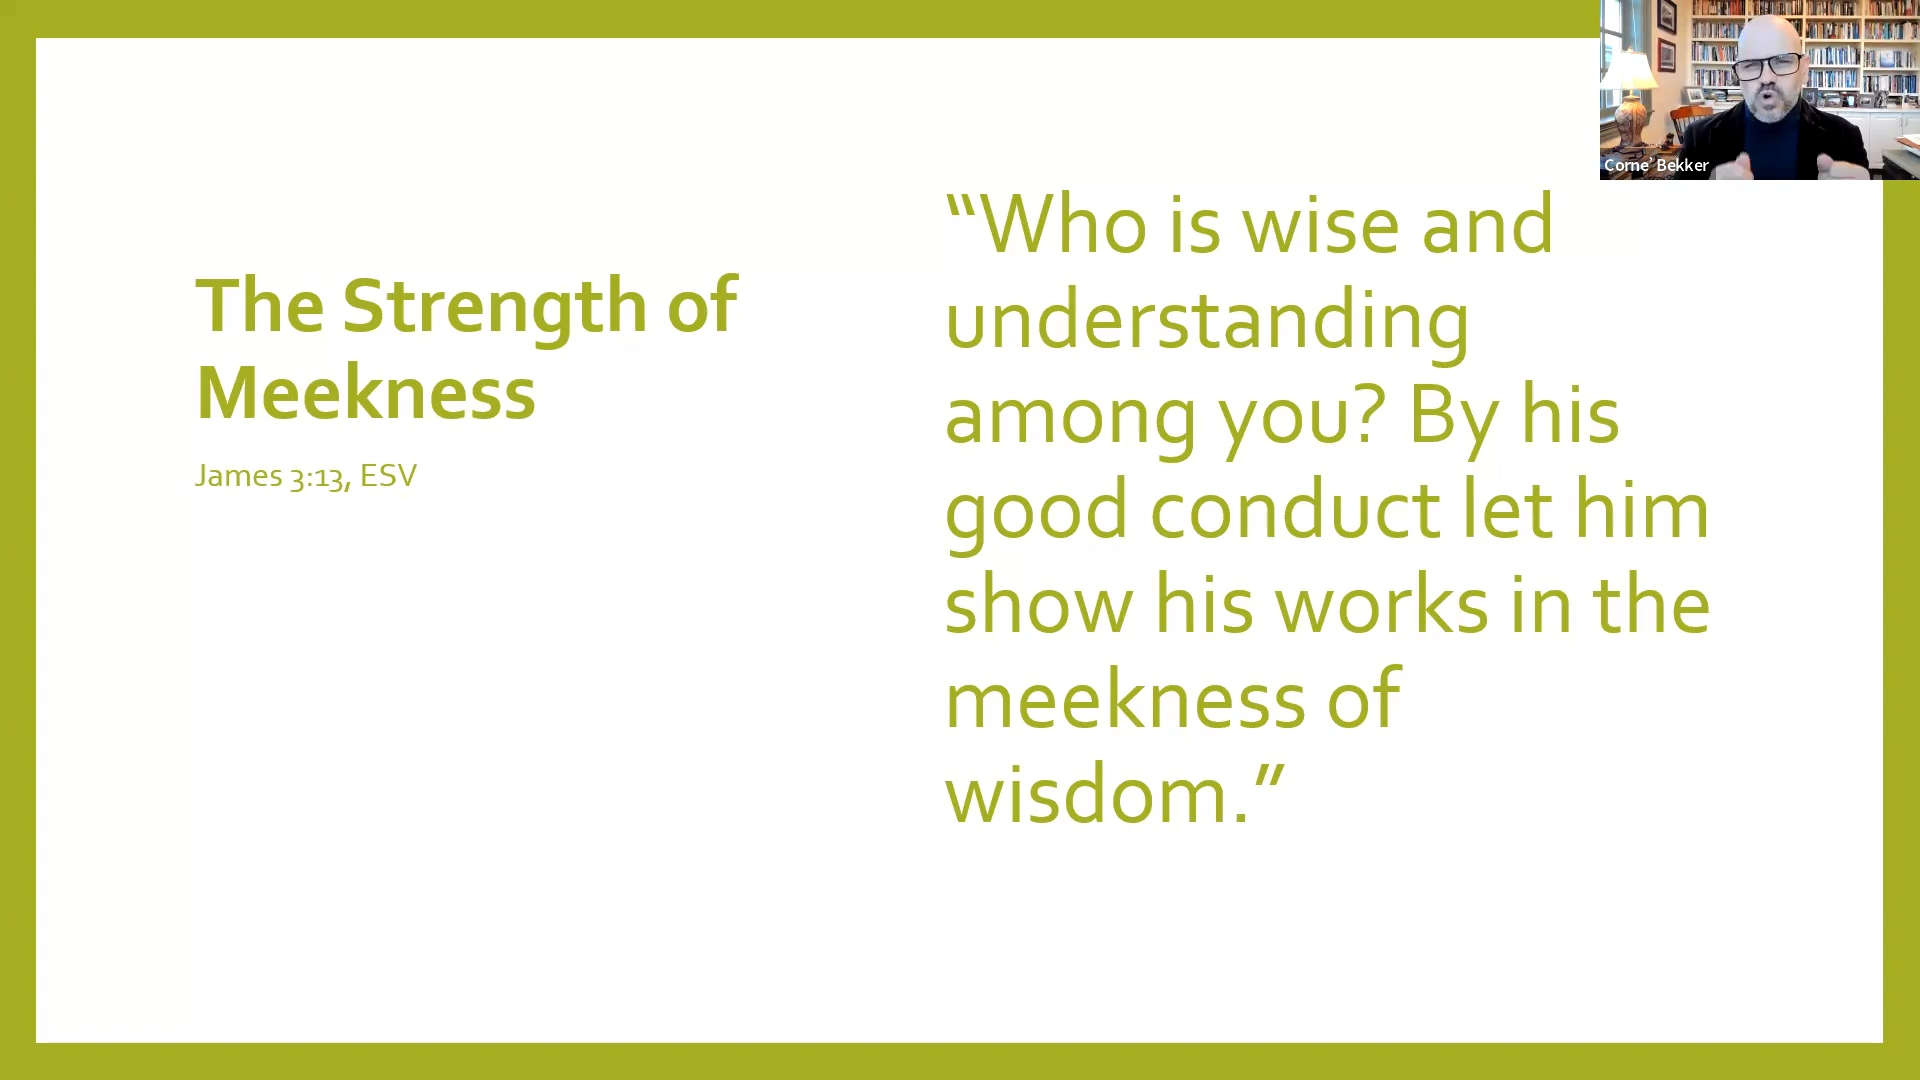 The Strength of
Meekness
James 3:13, ESV
“Who is wise and
understanding
among you? By his
good conduct let him
show his works in the
meekness of
wisdom.”
Corne’ Bekker